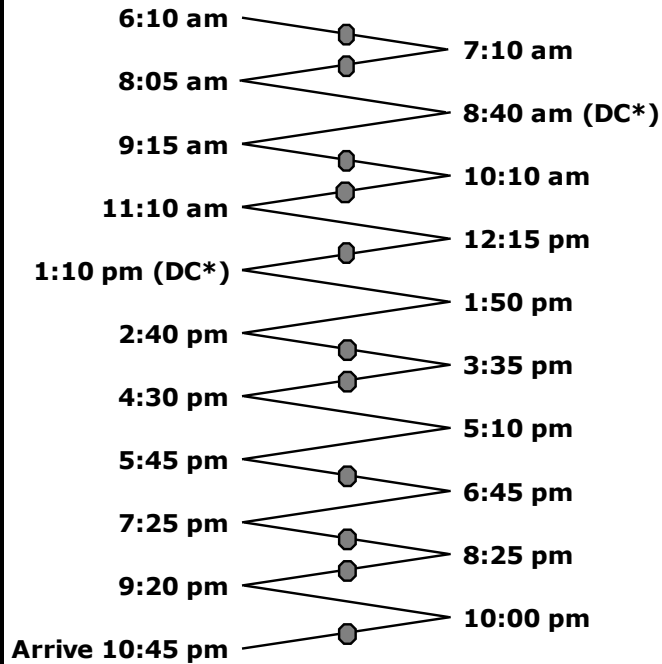 6:10 am
7:10 am
8:05 am
8:40 am (DC*)
9:15 am
10:10 am
11:10 am
12:15 pm
1:10 pm (DC*)
1:50 pm
2:40 pm
3:35 pm
4:30 pm
5:10 pm
5:45 pm
6:45 pm
7:25 pm
8:25 pm
9:20 pm
10:00 pm
Arrive 10:45 pm